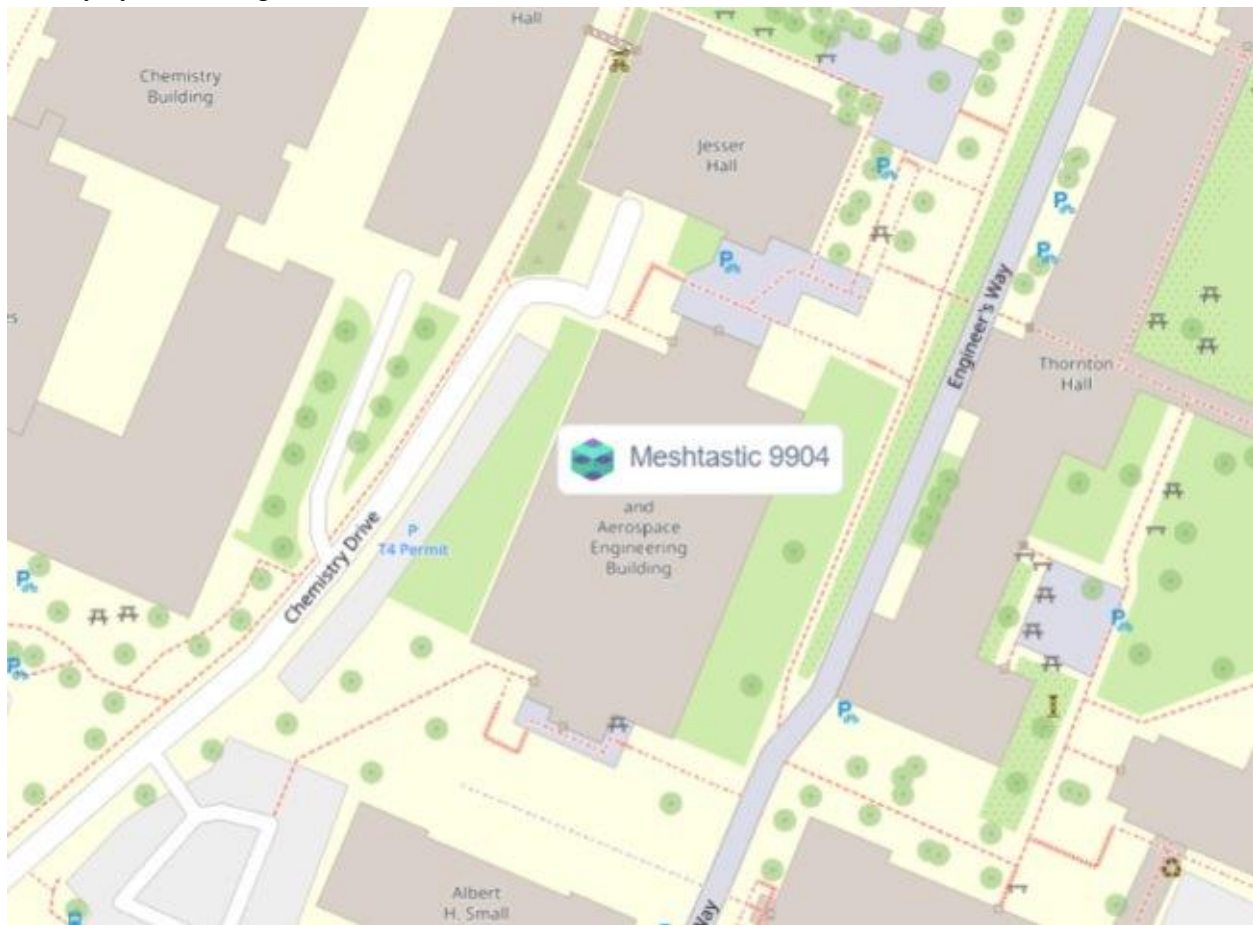 Hall
Chemistry
Building
Jesser
Hall
P
P
P
P
Engineer's Way
Thornton
Hall
es
Meshtastic 9904
and
Aerospace
Engineering
Building
P
T4 Permit
Chemistry Drive
P
P
P
P
Albert
H. Small
Way